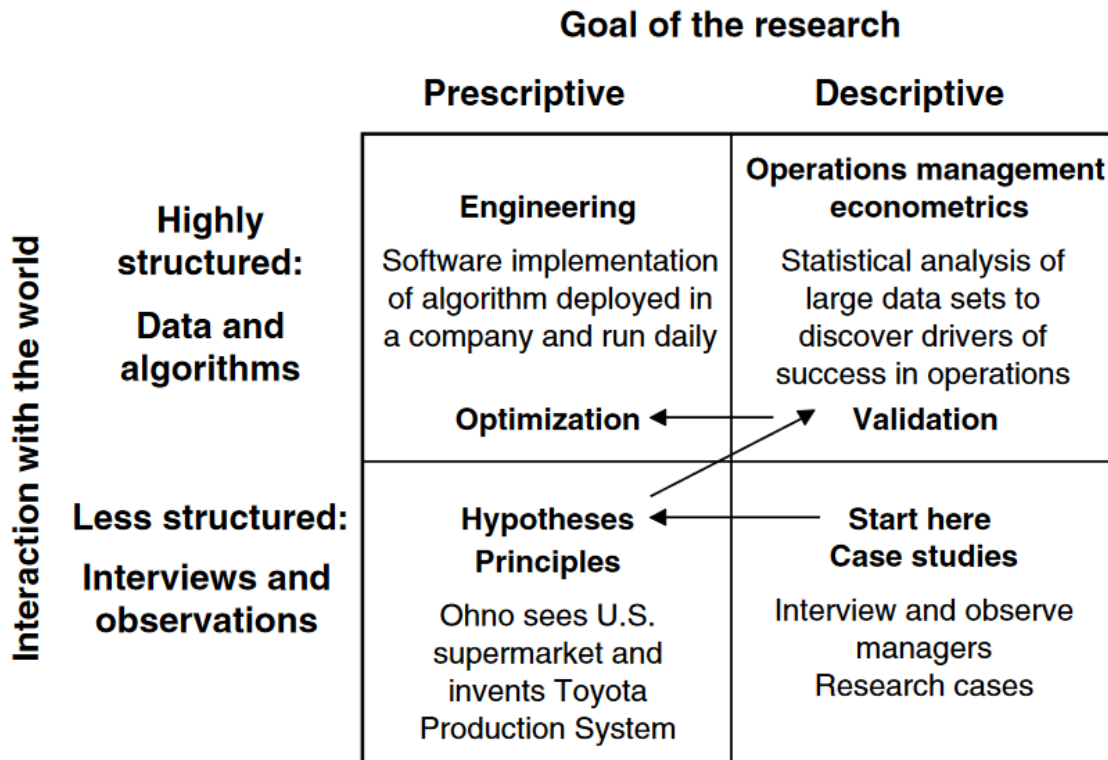 Goal of the research
Prescriptive
Descriptive
Interaction with the world
Highly
structured:
Data and
algorithms
Engineering
Software implementation
of algorithm deployed in
a company and run daily
Optimization
Operations management
econometrics
Statistical analysis of
large data sets to
discover drivers of
success in operations
Validation
Less structured:
Interviews and
observations
Hypotheses
Principles
Ohno sees U.S.
supermarket and
invents Toyota
Production System
Start here
Case studies
Interview and observe
managers
Research cases